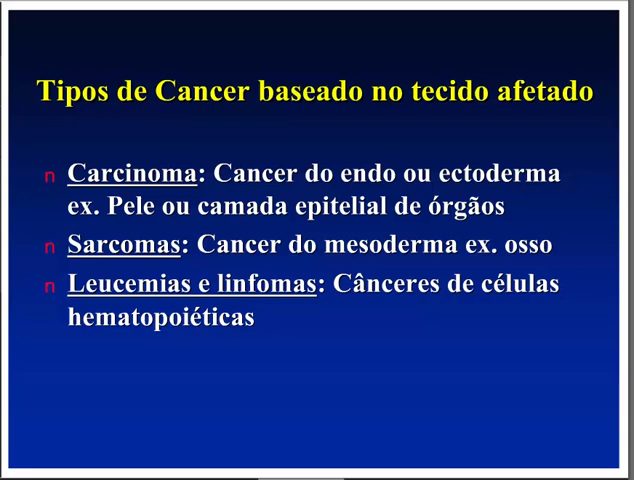 Tipos de Cancer baseado no tecido afetado
n Carcinoma: Cancer do endo ou ectoderma
ex. Pele ou camada epitelial de órgãos
n Sarcomas: Cancer do mesoderma ex. osso
n Leucemias e linfomas: Cânceres de células
hematopoiéticas